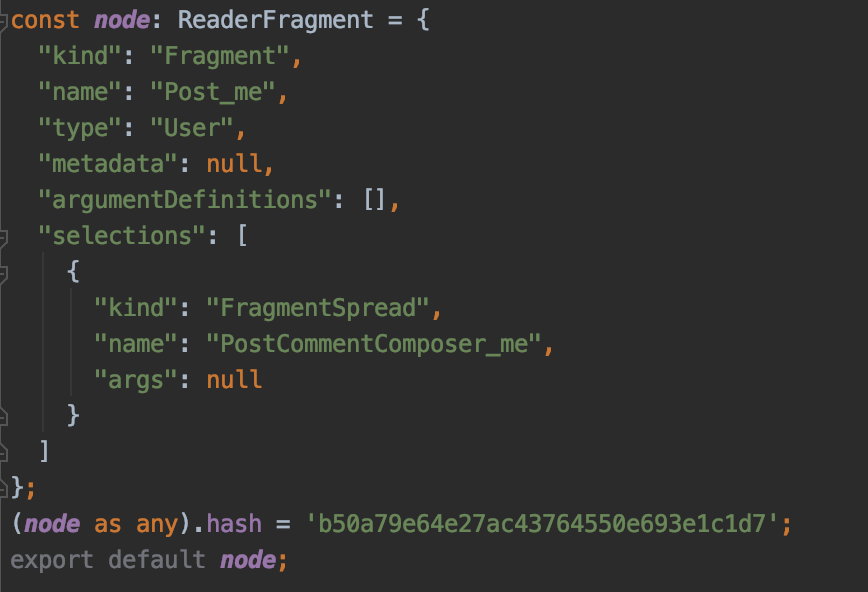 const node: ReaderFragment = {
  "kind": "Fragment",
  "name": "Post_me",
  "type": "User",
  "metadata": null,
  "argumentDefinitions": [],
  "selections": [
    {
      "kind": "FragmentSpread",
      "name": "PostCommentComposer_me",
      "args": null
    }
  ]
};
(node as any).hash = 'b50a79e64e27ac43764550e693e1c1d7';
export default node;